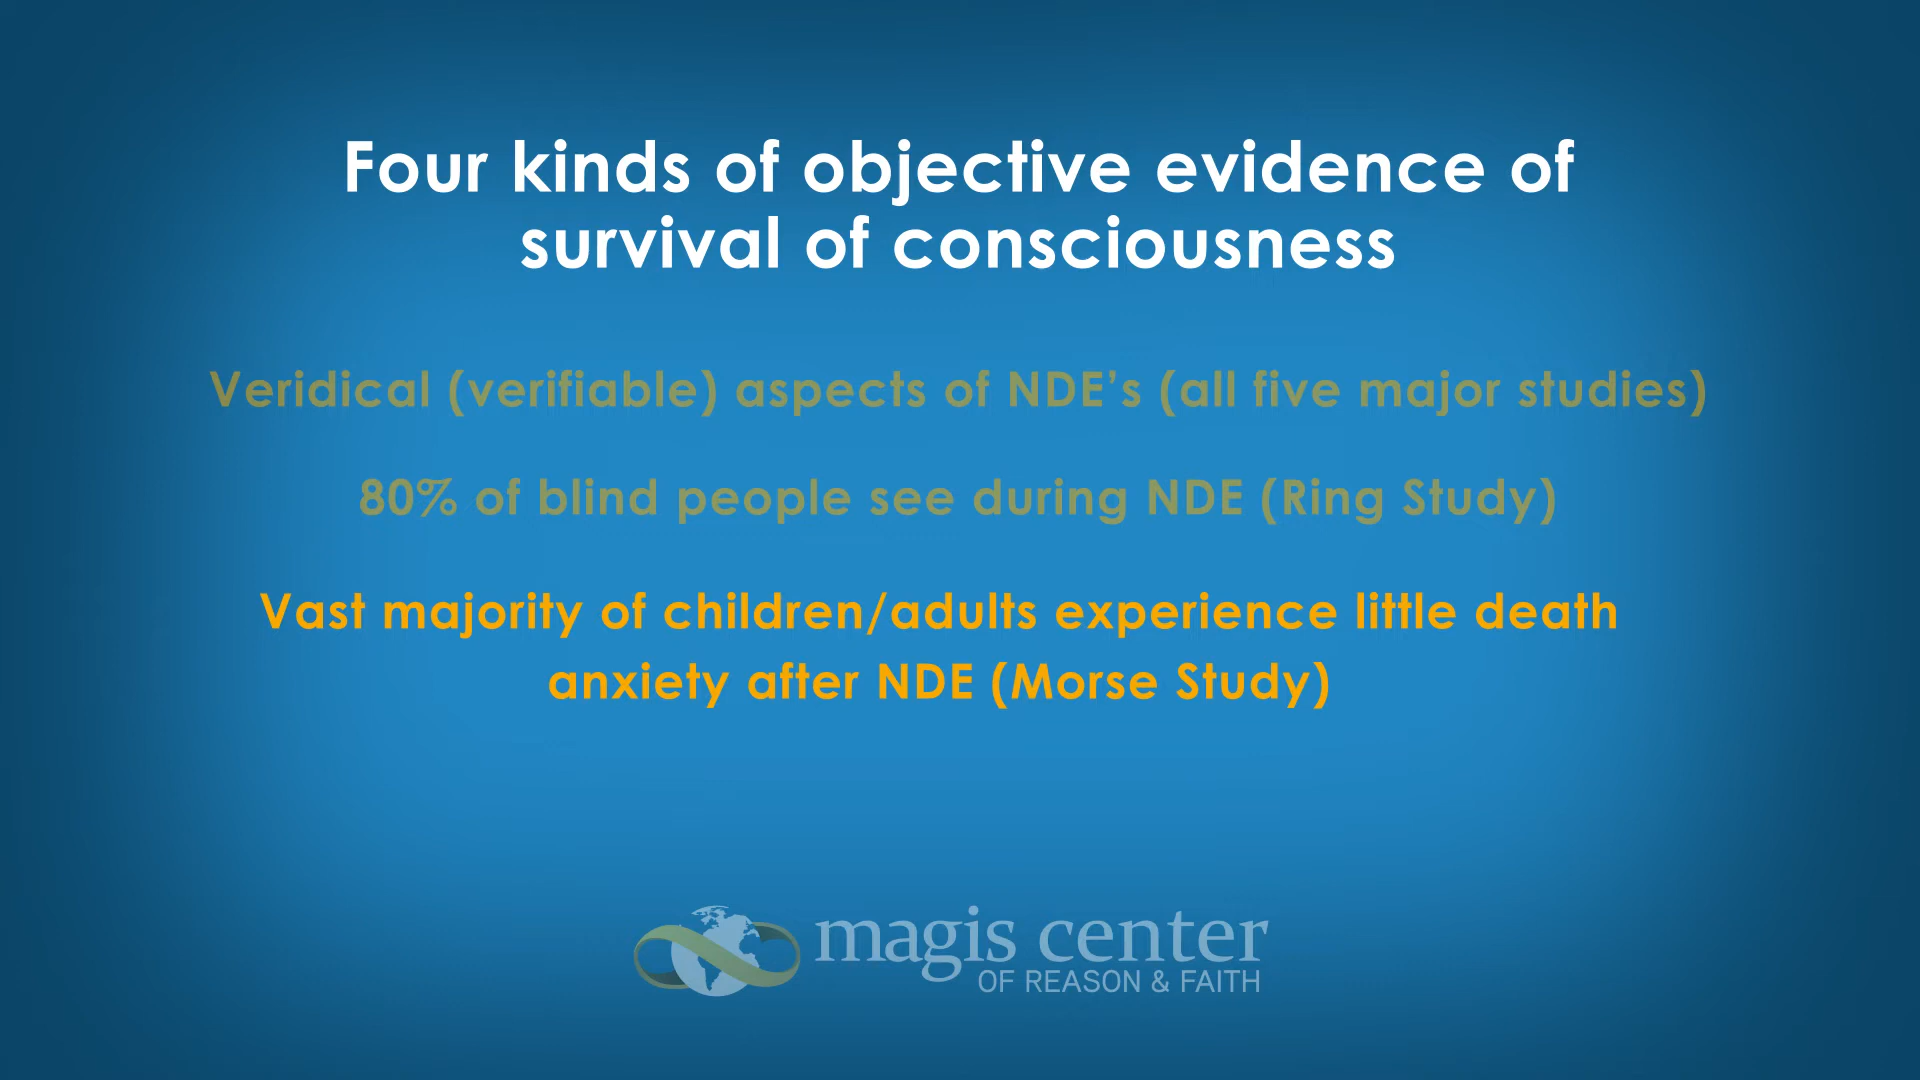 Four kinds of objective evidence of
survival of consciousness
Veridical (verifiable) aspects of NDE’s (all five major studies)
80% of blind people see during NDE (Ring Study)
Vast majority of children/adults experience little death
anxiety after NDE (Morse Study)
magis center
OF REASON & FAITH